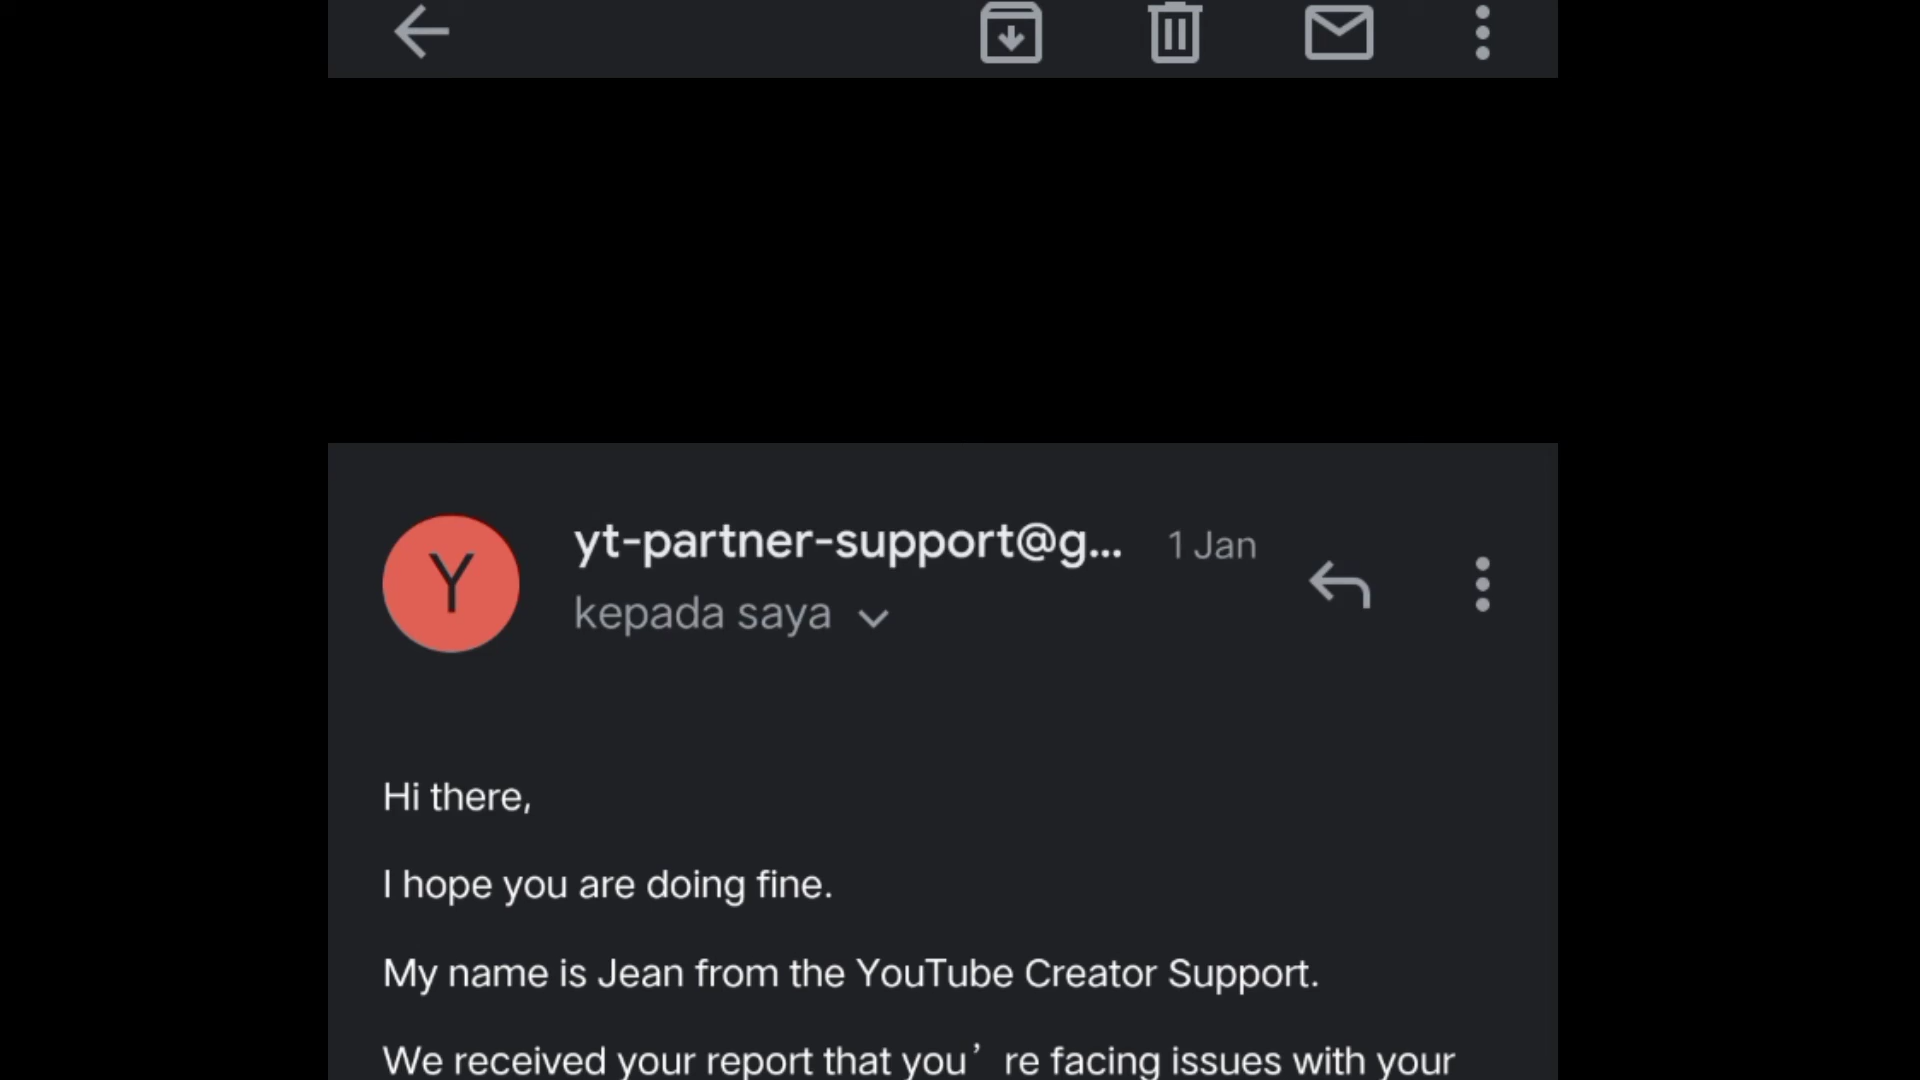 Y
yt-partner-support@g... 1 Jan
kepada saya
Hi there,
I hope you are doing fine.
My name is Jean from the YouTube Creator Support.
We received your report that you’ re facing issues with your